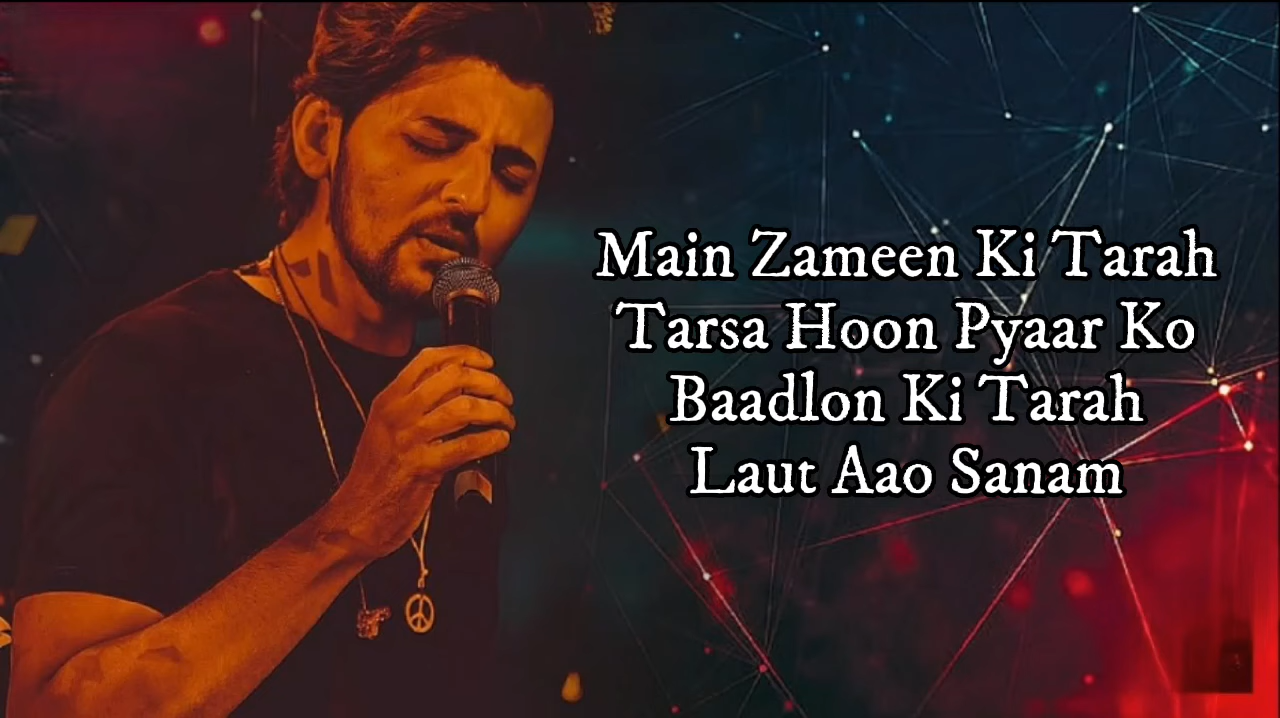 Main Zameen Ki Tarah
Tarsa Hoon Pyaar Ko
Baadlon Ki Tarah
Laut Aao Sanam